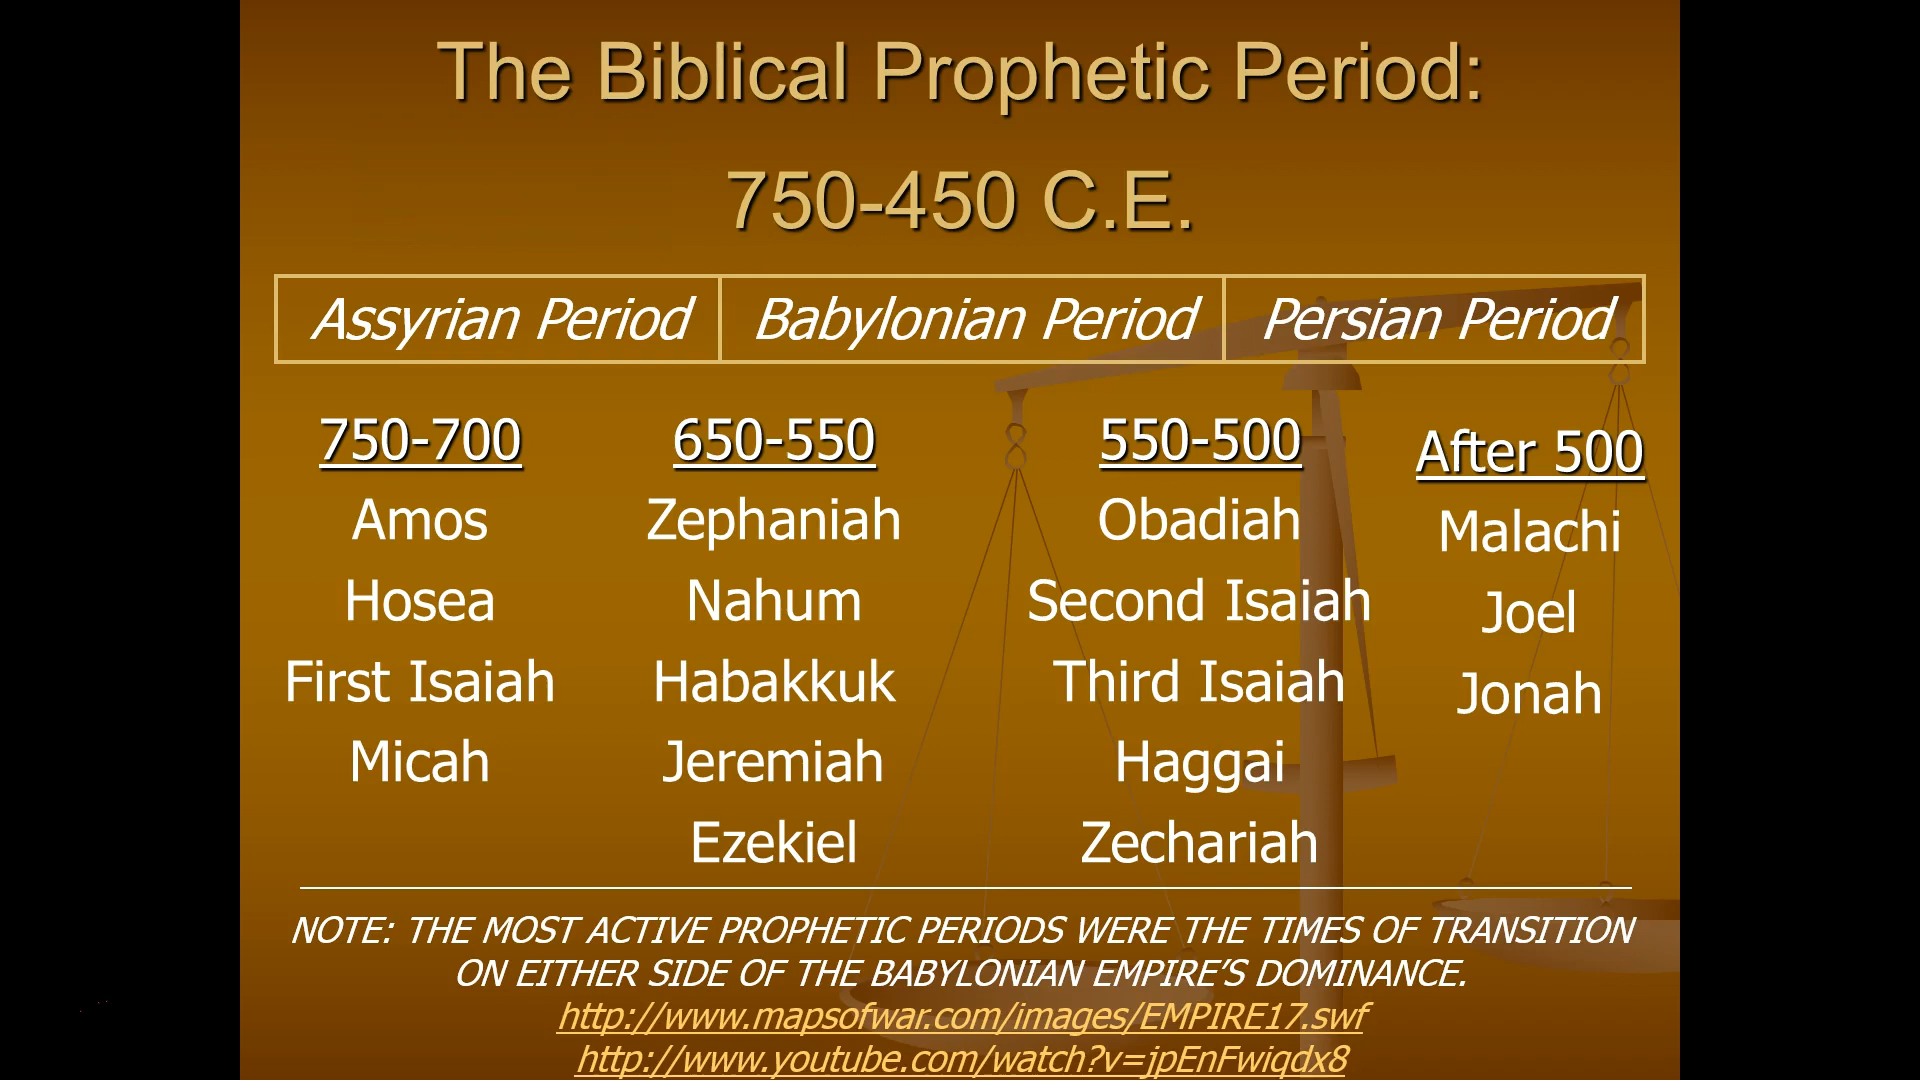 The Biblical Prophetic Period:
750-450 C.E.
Assyrian Period
Babylonian Period
Persian Period
750-700
Amos
Hosea
First Isaiah
Micah
650-550
Zephaniah
Nahum
Habakkuk
Jeremiah
Ezekiel
550-500
Obadiah
Second Isaiah
Third Isaiah
Haggai
Zechariah
After 500
Malachi
Joel
Jonah
NOTE: THE MOST ACTIVE PROPHETIC PERIODS WERE THE TIMES OF TRANSITION
ON EITHER SIDE OF THE BABYLONIAN EMPIRE’S DOMINANCE.
http://www.mapsofwar.com/images/EMPIRE17.swf
http://www.youtube.com/watch?v=jpEnFwiqdx8